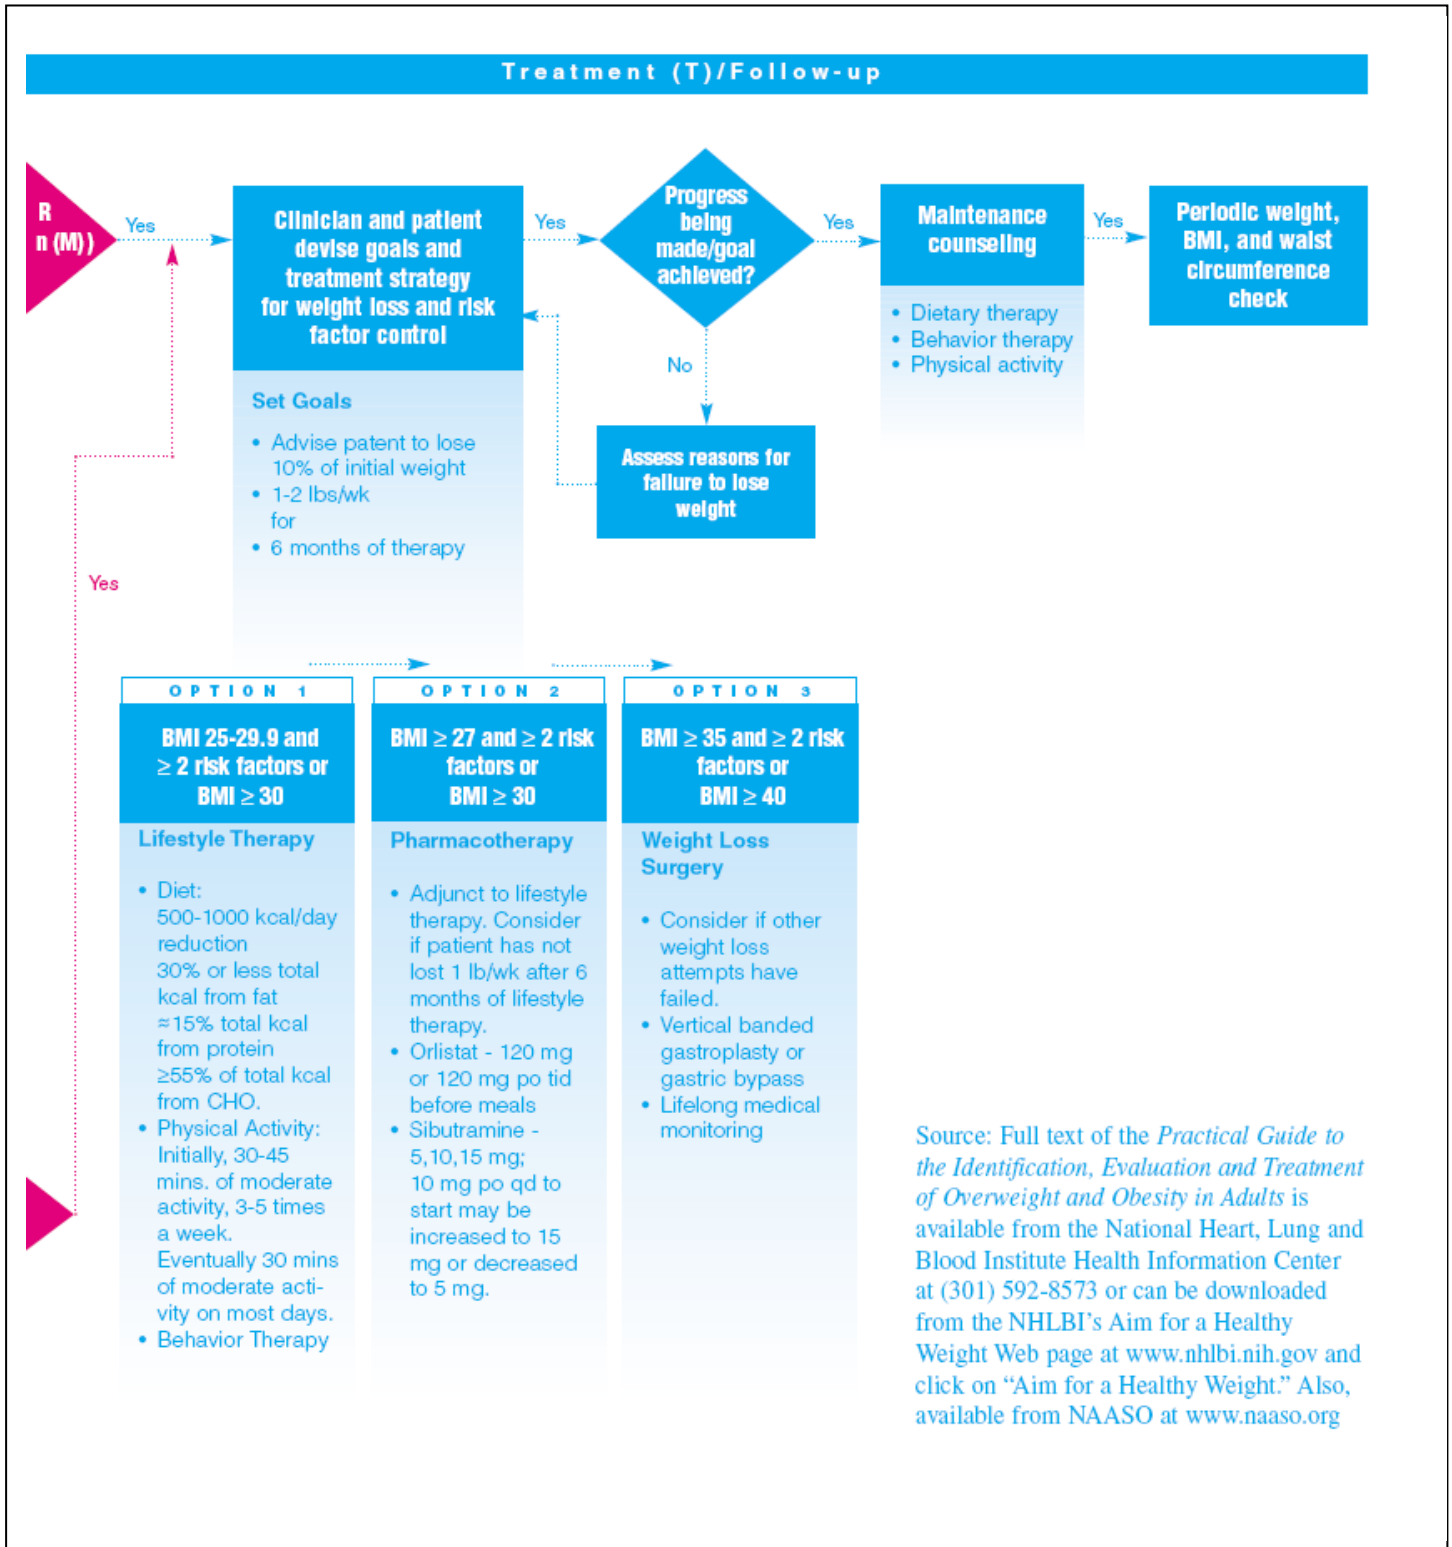 Treatment (T)/Follow-up
R
n (M))
Yes
Clinician and patient
devise goals and
treatment strategy
for weight loss and risk
factor control
Yes
Progress
being
made/goal
achieved?
Yes
Maintenance
counseling
Yes
Periodic weight,
BMI, and waist
circumference
check
• Dietary therapy
• Behavior therapy
• Physical activity
No
Set Goals
• Advise patent to lose
10% of initial weight
• 1-2 lbs/wk
for
• 6 months of therapy
Assess reasons for
failure to lose
weight
Yes
OPTION 1
BMI 25-29.9 and
≥ 2 risk factors or
BMI ≥ 30
Lifestyle Therapy
• Diet:
500-1000 kcal/day
reduction
30% or less total
kcal from fat
≈15% total kcal
from protein
≥55% of total kcal
from CHO.
• Physical Activity:
Initially, 30-45
mins. of moderate
activity, 3-5 times
a week.
Eventually 30 mins
of moderate acti-
vity on most days.
• Behavior Therapy
OPTION 2
BMI ≥ 27 and ≥ 2 risk
factors or
BMI ≥ 30
Pharmacotherapy
• Adjunct to lifestyle
therapy. Consider
if patient has not
lost 1 lb/wk after 6
months of lifestyle
therapy.
• Orlistat - 120 mg
or 120 mg po tid
before meals
• Sibutramine -
5,10,15 mg;
10 mg po qd to
start may be
increased to 15
mg or decreased
to 5 mg.
OPTION 3
BMI ≥ 35 and ≥ 2 risk
factors or
BMI ≥ 40
Weight Loss
Surgery
• Consider if other
weight loss
attempts have
failed.
• Vertical banded
gastroplasty or
gastric bypass
• Lifelong medical
monitoring
Source: Full text of the Practical Guide to
the Identification, Evaluation and Treatment
of Overweight and Obesity in Adults is
available from the National Heart, Lung and
Blood Institute Health Information Center
at (301) 592-8573 or can be downloaded
from the NHLBI's Aim for a Healthy
Weight Web page at www.nhlbi.nih.gov and
click on “Aim for a Healthy Weight.” Also,
available from NAASO at www.naaso.org